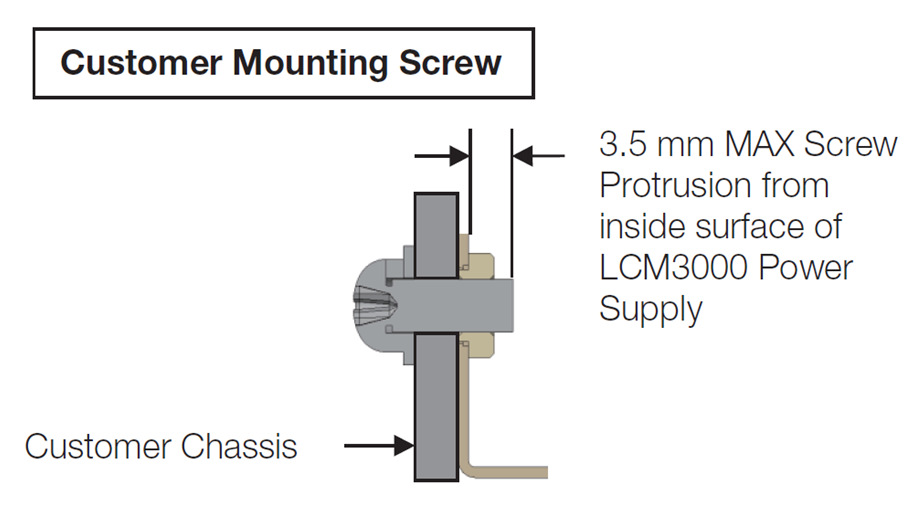 Customer Mounting Screw
3.5 mm MAX Screw
Protrusion from
inside surface of
LCM3000 Power
Supply
Customer Chassis